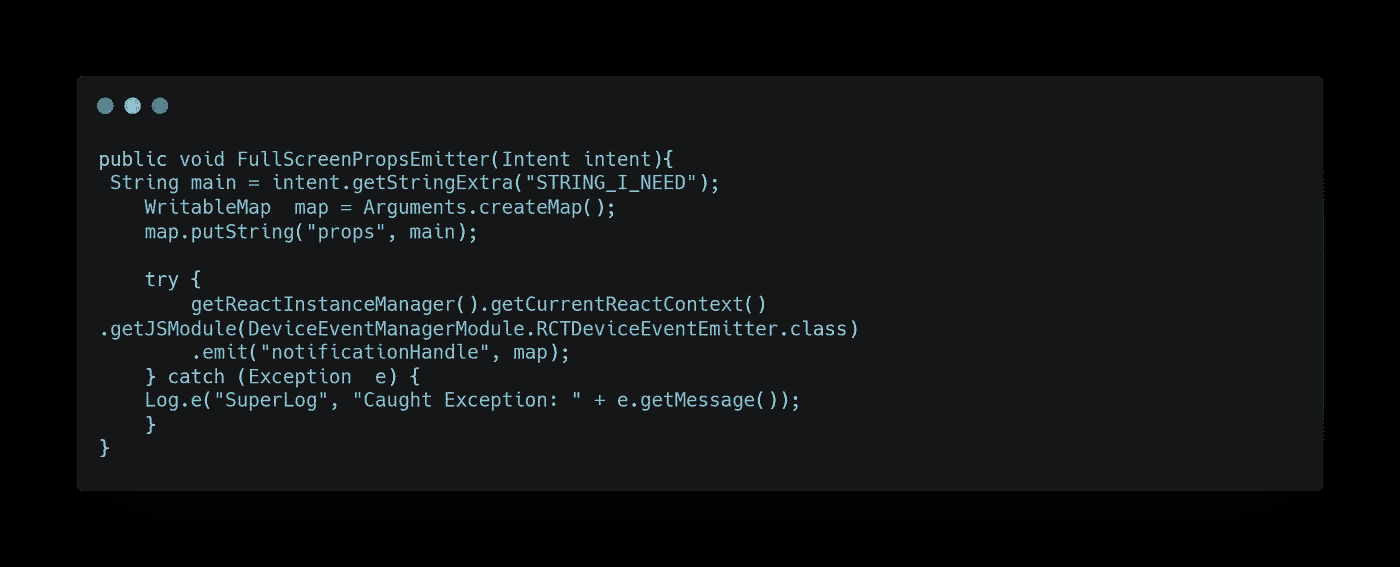 public void FullScreenPropsEmitter(Intent intent){
 String main = intent.getStringExtra("STRING_I_NEED");
    WritableMap  map = Arguments.createMap();
    map.putString("props", main);

    try {
        getReactInstanceManager().getCurrentReactContext()
.getJSModule(DeviceEventManagerModule.RCTDeviceEventEmitter.class)
        .emit("notificationHandle", map);
    } catch (Exception  e) {
    Log.e("SuperLog", "Caught Exception: " + e.getMessage());
    }
}